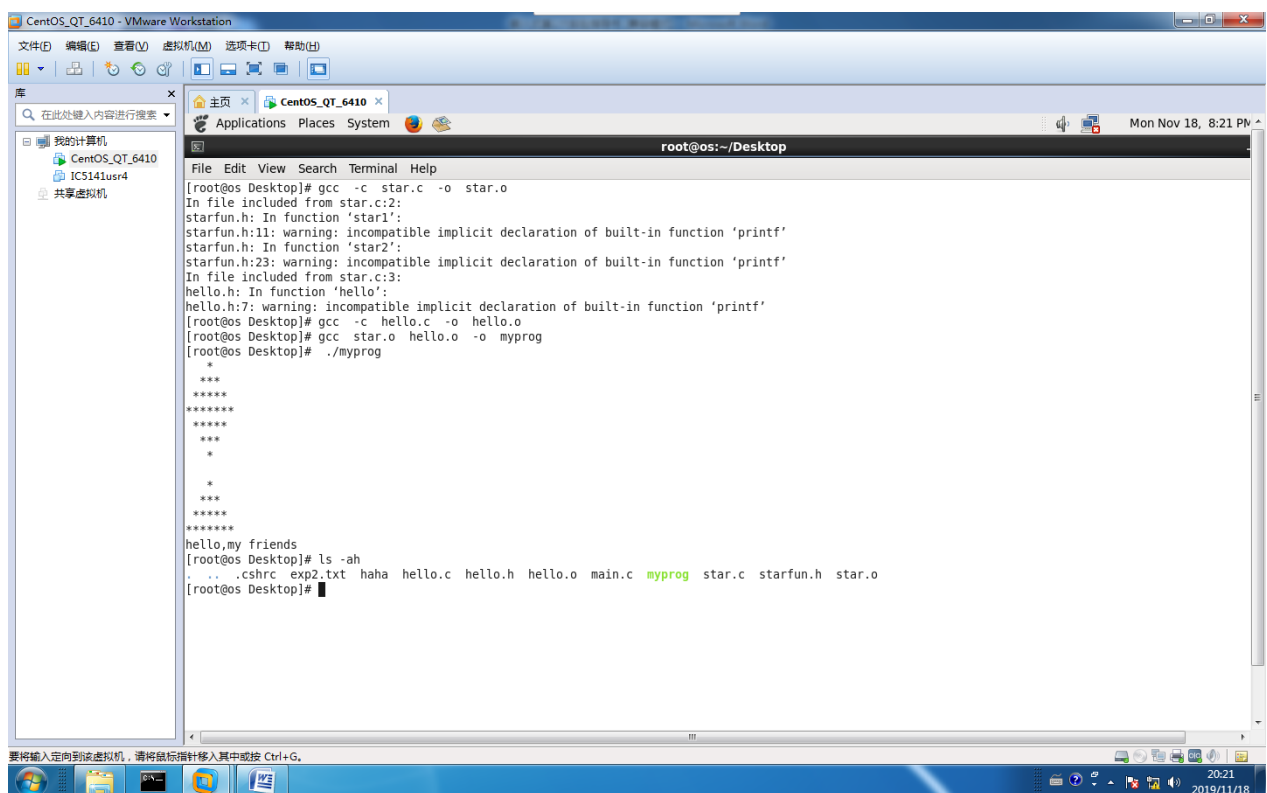 CentOS_QT_6410 - VMware Workstation
文件(F) 编辑(E) 查看(V) 虚拟机(M) 选项卡(T) 帮助(H)
库 ×
在此处键入内容进行搜索
我的计算机
CentOS_QT_6410
IC5141usr4
共享虚拟机
主页 × CentOS_QT_6410 ×
Applications Places System Mon Nov 18, 8:21 PM
root@os:~/Desktop
File Edit View Search Terminal Help
[root@os Desktop]# gcc -c star.c -o star.o
In file included from star.c:2:
starfun.h: In function ‘star1’:
starfun.h:11: warning: incompatible implicit declaration of built-in function ‘printf’
starfun.h: In function ‘star2’:
starfun.h:23: warning: incompatible implicit declaration of built-in function ‘printf’
In file included from star.c:3:
hello.h: In function ‘hello’:
hello.h:7: warning: incompatible implicit declaration of built-in function ‘printf’
[root@os Desktop]# gcc -c hello.c -o hello.o
[root@os Desktop]# gcc star.o hello.o -o myprog
[root@os Desktop]# ./myprog
   *
  ***
 *****
*******
 *****
  ***
   *

   *
  ***
 *****
*******
hello,my friends
[root@os Desktop]# ls -ah
. .. .cshrc exp2.txt haha hello.c hello.h hello.o main.c myprog star.c starfun.h star.o
[root@os Desktop]#
要将输入定向到该虚拟机，请将鼠标指针移入其中或按 Ctrl+G。
20:21
2019/11/18